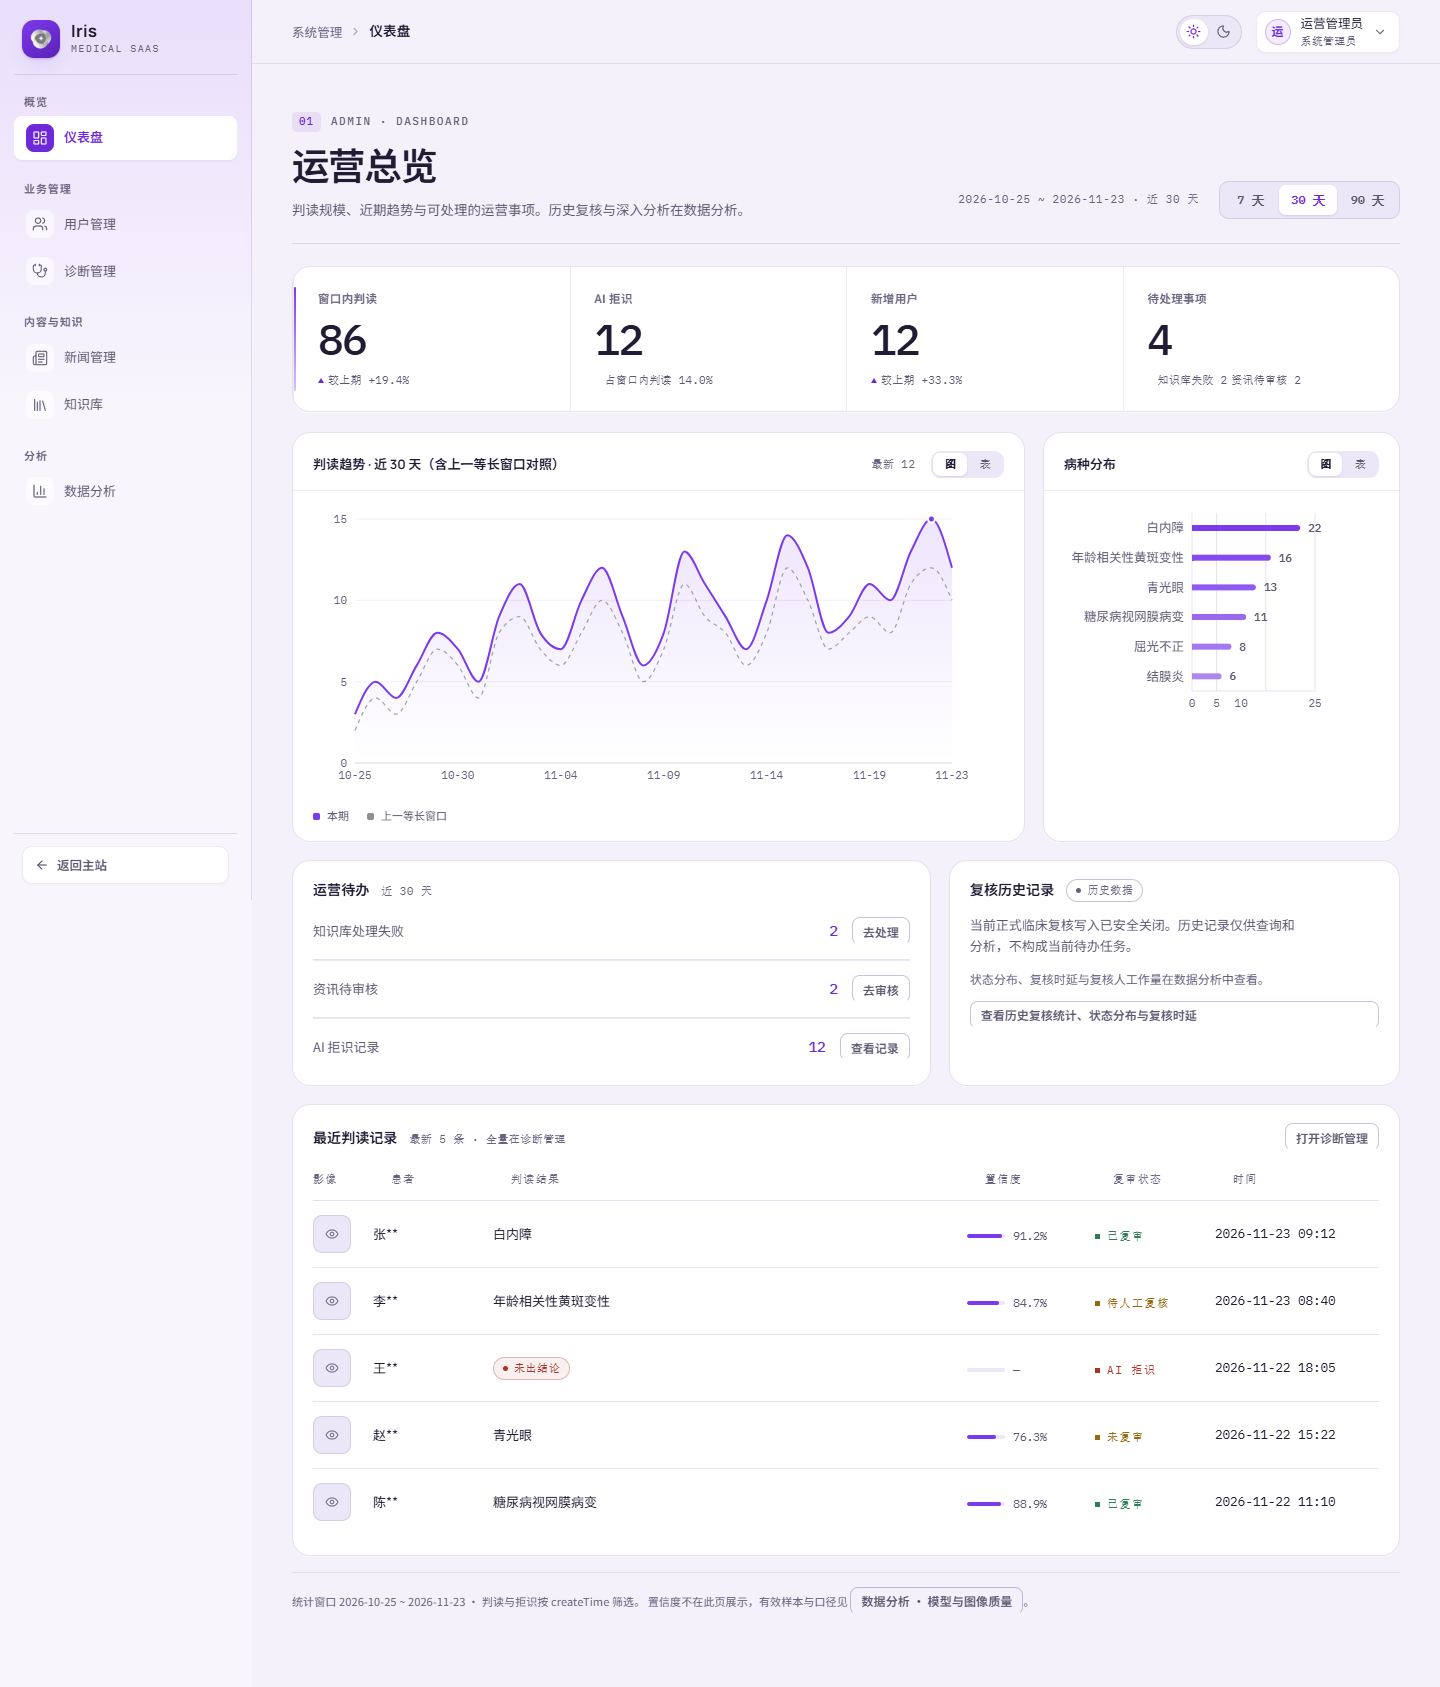 Iris
MEDICAL SAAS
概览
仪表盘
业务管理
用户管理
诊断管理
内容与知识
新闻管理
知识库
分析
数据分析
返回主站
系统管理 仪表盘
运 运营管理员
系统管理员
01 ADMIN · DASHBOARD
运营总览
判读规模、近期趋势与可处理的运营事项。历史复核与深入分析在数据分析。
2026-10-25 ~ 2026-11-23 · 近 30 天
7 天 30 天 90 天
窗口内判读
86
▲ 较上期 +19.4%
AI 拒识
12
占窗口内判读 14.0%
新增用户
12
▲ 较上期 +33.3%
待处理事项
4
知识库失败 2 资讯待审核 2
判读趋势 · 近 30 天（含上一等长窗口对照）
最新 12 图 表
15
10
5
0
10-25 10-30 11-04 11-09 11-14 11-19 11-23
本期 上一等长窗口
病种分布 图 表
白内障 22
年龄相关性黄斑变性 16
青光眼 13
糖尿病视网膜病变 11
屈光不正 8
结膜炎 6
0 5 10 25
运营待办 近 30 天
知识库处理失败 2 去处理
资讯待审核 2 去审核
AI 拒识记录 12 查看记录
复核历史记录 历史数据
当前正式临床复核写入已安全关闭。历史记录仅供查询和
分析，不构成当前待办任务。
状态分布、复核时延与复核人工作量在数据分析中查看。
查看历史复核统计、状态分布与复核时延
最近判读记录 最新 5 条 · 全量在诊断管理 打开诊断管理
影像 患者 判读结果 置信度 复审状态 时间
张** 白内障 91.2% 已复审 2026-11-23 09:12
李** 年龄相关性黄斑变性 84.7% 待人工复核 2026-11-23 08:40
王** 未出结论 — AI 拒识 2026-11-22 18:05
赵** 青光眼 76.3% 未复审 2026-11-22 15:22
陈** 糖尿病视网膜病变 88.9% 已复审 2026-11-22 11:10
统计窗口 2026-10-25 ~ 2026-11-23 · 判读与拒识按 createTime 筛选。 置信度不在此页展示，有效样本与口径见 数据分析 · 模型与图像质量 。